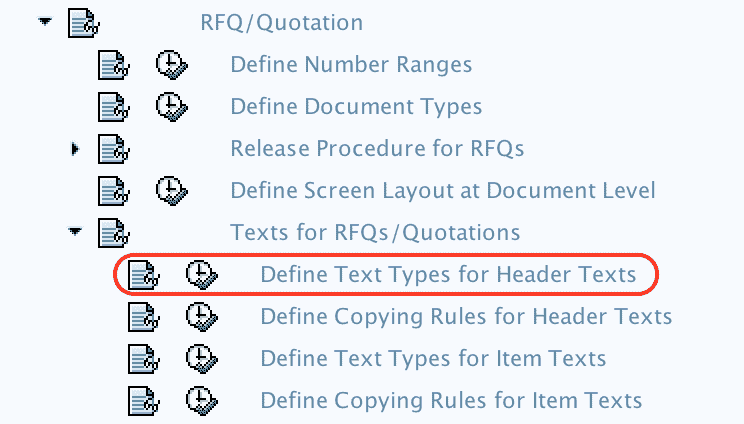 RFQ/Quotation
Define Number Ranges
Define Document Types
Release Procedure for RFQs
Define Screen Layout at Document Level
Texts for RFQs/Quotations
Define Text Types for Header Texts
Define Copying Rules for Header Texts
Define Text Types for Item Texts
Define Copying Rules for Item Texts